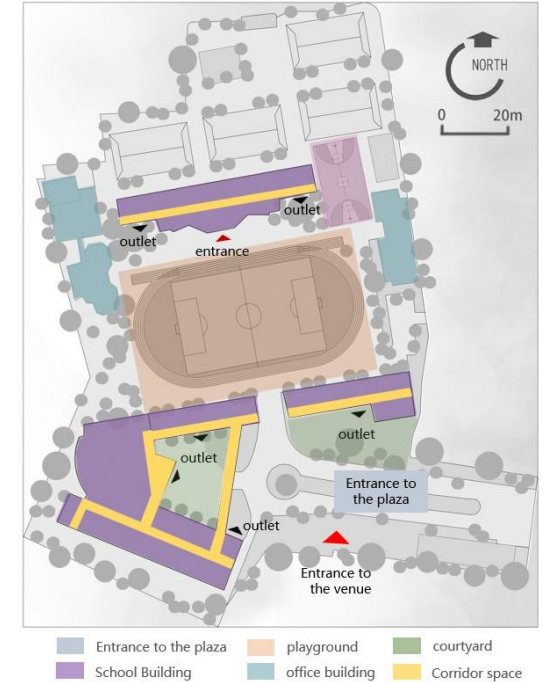 NORTH
0 20m
outlet
outlet
entrance
outlet
outlet
Entrance to
the plaza
outlet
Entrance to
the venue
Entrance to the plaza
playground
courtyard
School Building
office building
Corridor space